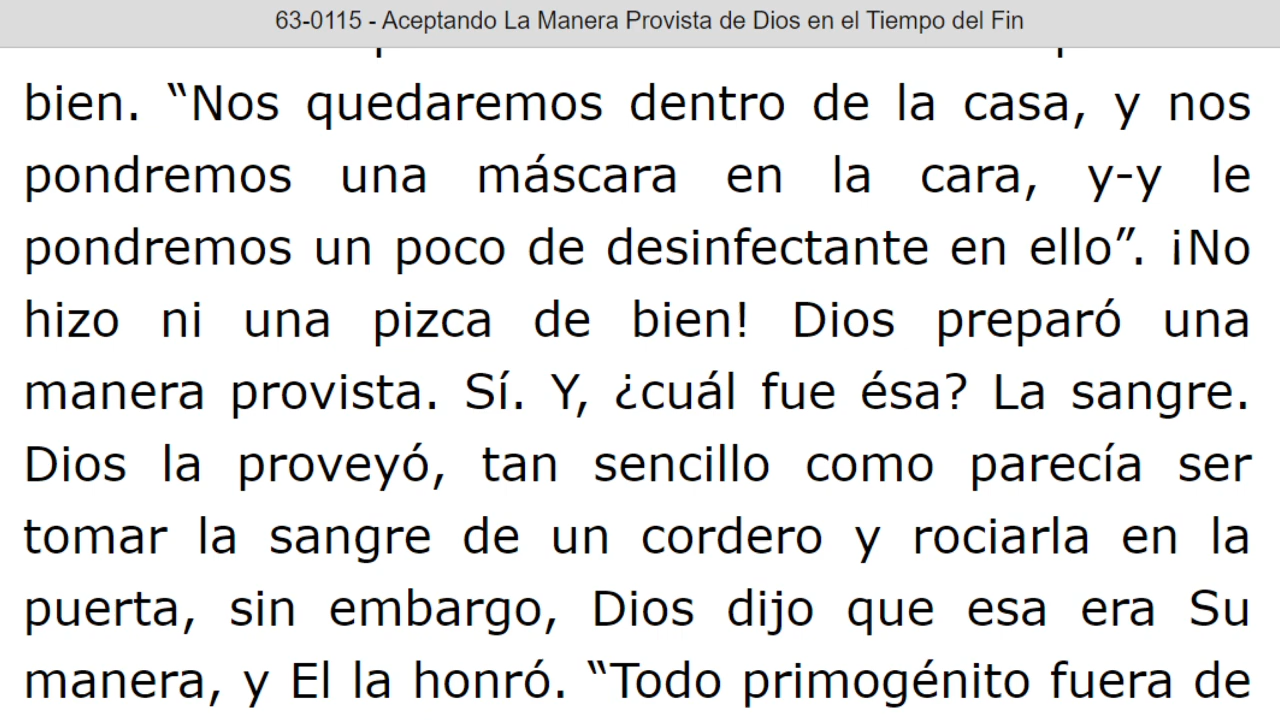 63-0115 - Aceptando La Manera Provista de Dios en el Tiempo del Fin
bien. “Nos quedaremos dentro de la casa, y nos
pondremos una máscara en la cara, y-y le
pondremos un poco de desinfectante en ello”. ¡No
hizo ni una pizca de bien! Dios preparó una
manera provista. Sí. Y, ¿cuál fue ésa? La sangre.
Dios la proveyó, tan sencillo como parecía ser
tomar la sangre de un cordero y rociarla en la
puerta, sin embargo, Dios dijo que esa era Su
manera, y El la honró. “Todo primogénito fuera de